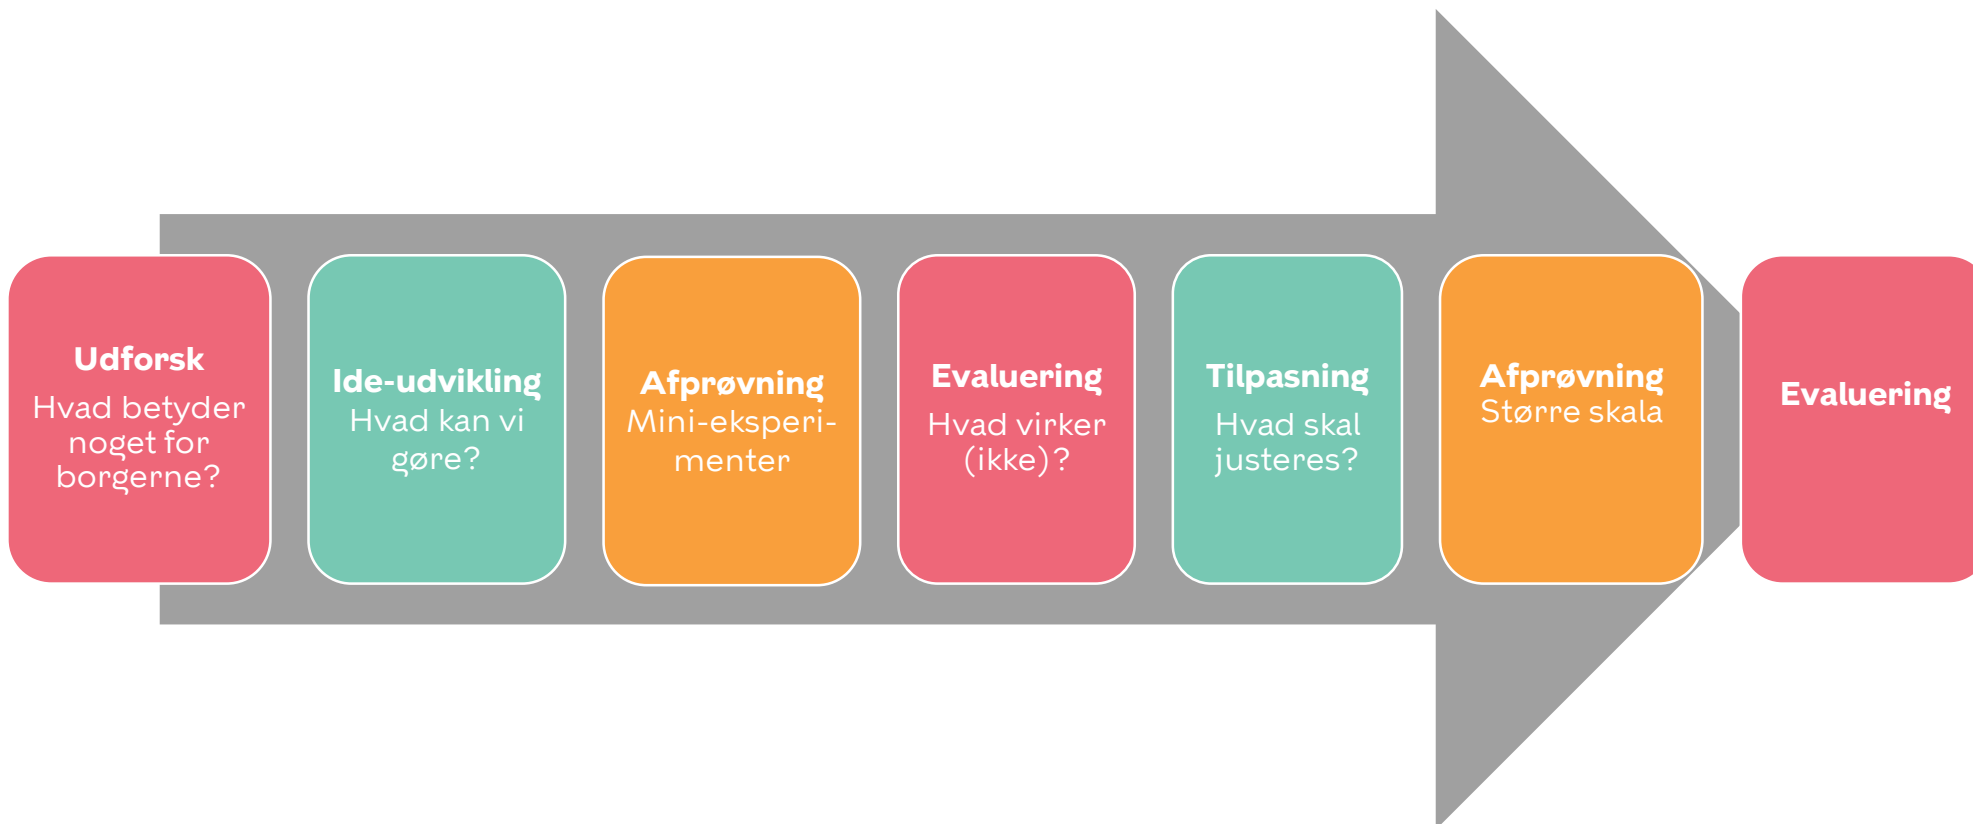 Udforsk
Hvad betyder
noget for
borgerne?
Ide-udvikling
Hvad kan vi
gøre?
Afprøvning
Mini-eksperi-
menter
Evaluering
Hvad virker
(ikke)?
Tilpasning
Hvad skal
justeres?
Afprøvning
Større skala
Evaluering